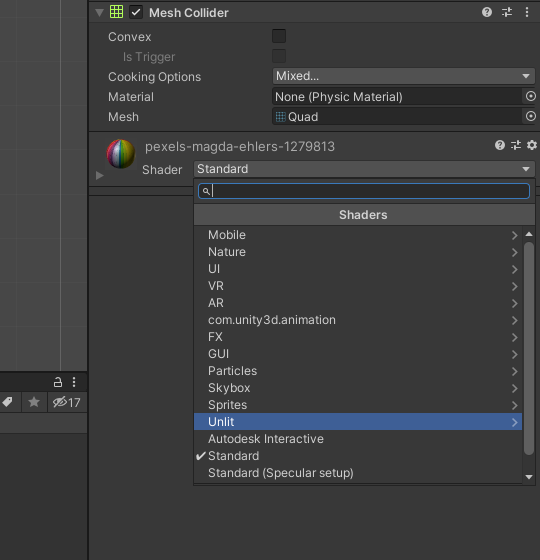 Mesh Collider
Convex
Is Trigger
Cooking Options Mixed...
Material None (Physic Material)
Mesh Quad
pexels-magda-ehlers-1279813
Shader Standard
Shaders
Mobile
Nature
UI
VR
AR
com.unity3d.animation
FX
GUI
Particles
Skybox
17
Sprites
Unlit
Autodesk Interactive
Standard
Standard (Specular setup)